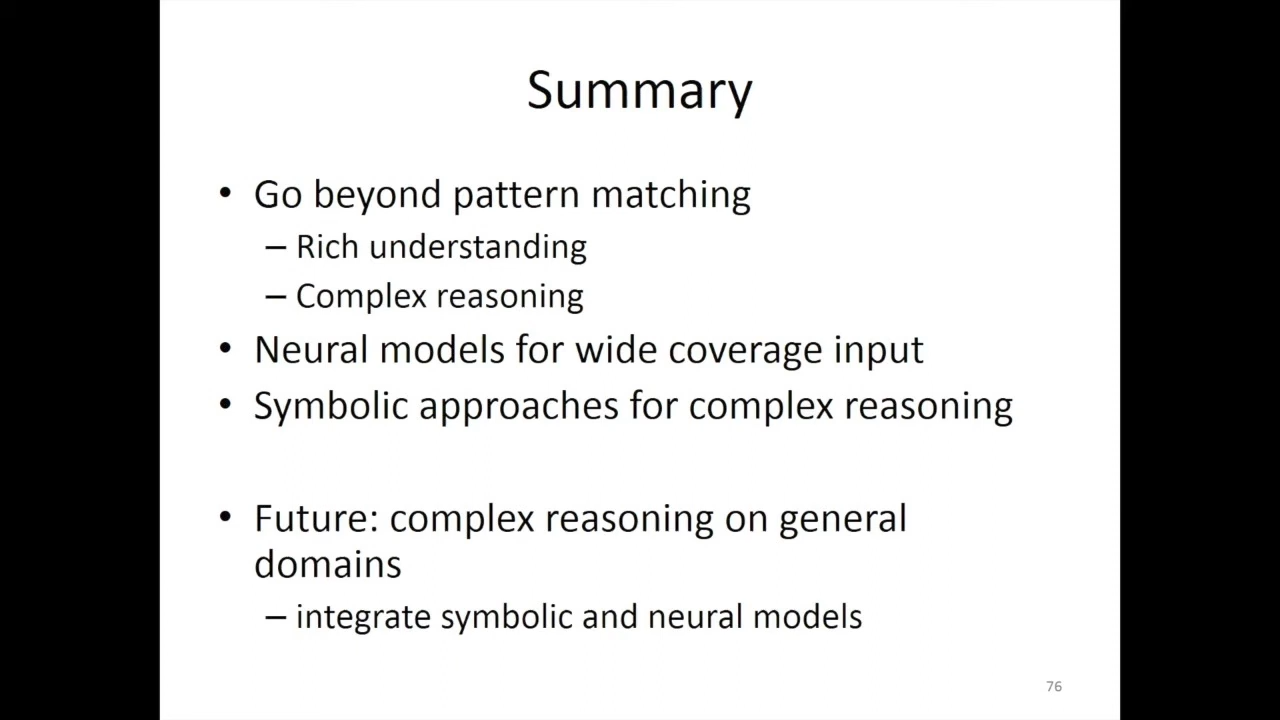 Summary
• Go beyond pattern matching
– Rich understanding
– Complex reasoning
• Neural models for wide coverage input
• Symbolic approaches for complex reasoning
• Future: complex reasoning on general
domains
– integrate symbolic and neural models
76